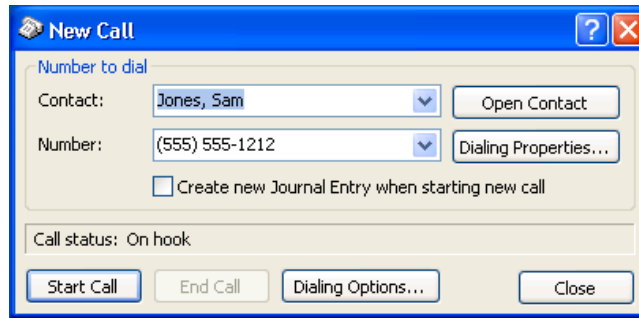 New Call
Number to dial
Contact: Jones, Sam Open Contact
Number: (555) 555-1212 Dialing Properties...
Create new Journal Entry when starting new call
Call status: On hook
Start Call End Call Dialing Options... Close